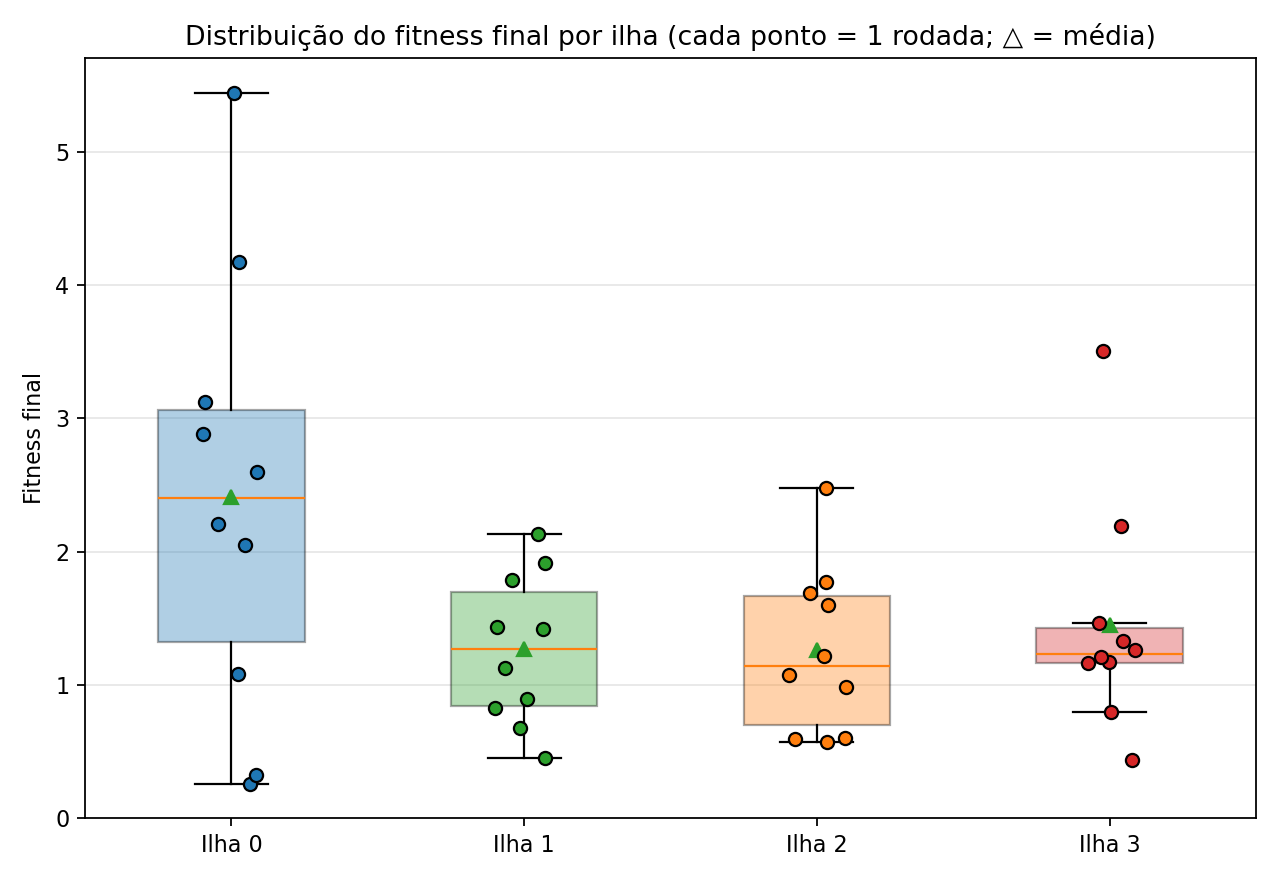 Distribuição do fitness final por ilha (cada ponto = 1 rodada; △ = média)
Fitness final
5
4
3
2
1
0
Ilha 0
Ilha 1
Ilha 2
Ilha 3